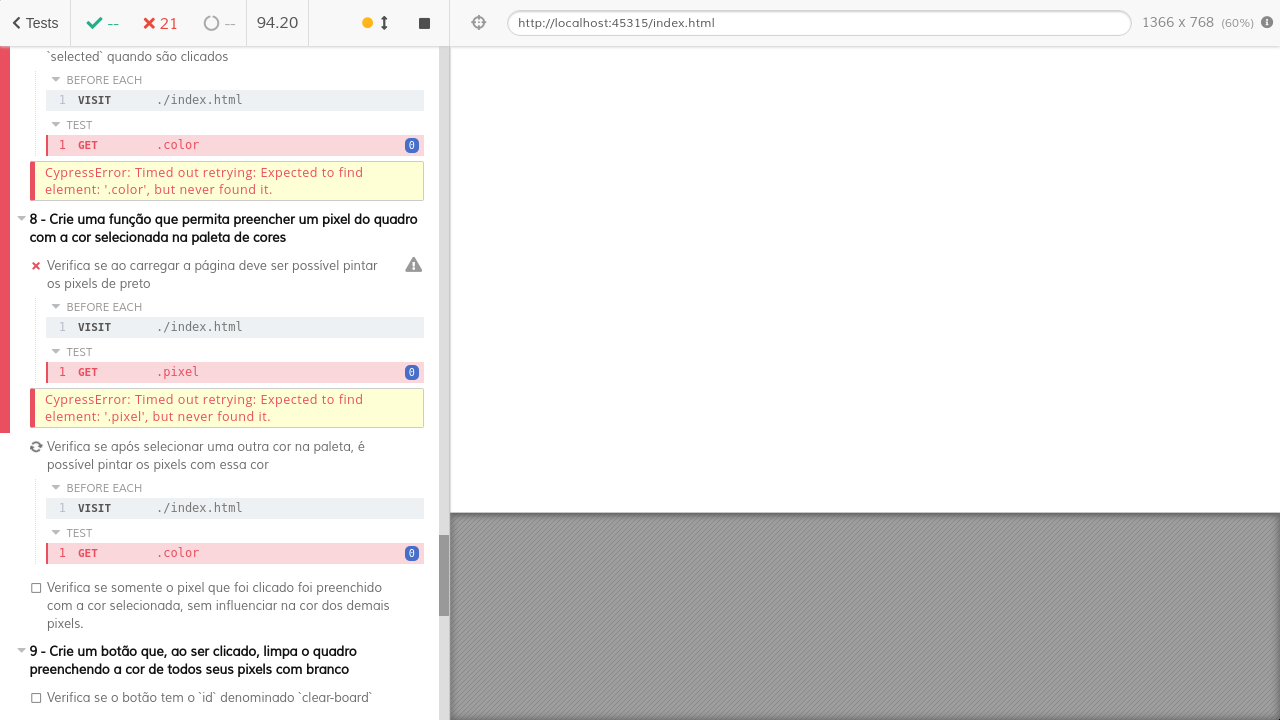 Tests -- 21 -- 94.20 http://localhost:45315/index.html 1366 x 768 (60%)
`selected` quando são clicados
BEFORE EACH
1 VISIT ./index.html
TEST
1 GET .color 0
CypressError: Timed out retrying: Expected to find
element: '.color', but never found it.
8 - Crie uma função que permita preencher um pixel do quadro
com a cor selecionada na paleta de cores
Verifica se ao carregar a página deve ser possível pintar
os pixels de preto
BEFORE EACH
1 VISIT ./index.html
TEST
1 GET .pixel 0
CypressError: Timed out retrying: Expected to find
element: '.pixel', but never found it.
Verifica se após selecionar uma outra cor na paleta, é
possível pintar os pixels com essa cor
BEFORE EACH
1 VISIT ./index.html
TEST
1 GET .color 0
Verifica se somente o pixel que foi clicado foi preenchido
com a cor selecionada, sem influenciar na cor dos demais
pixels.
9 - Crie um botão que, ao ser clicado, limpa o quadro
preenchendo a cor de todos seus pixels com branco
Verifica se o botão tem o `id` denominado `clear-board`